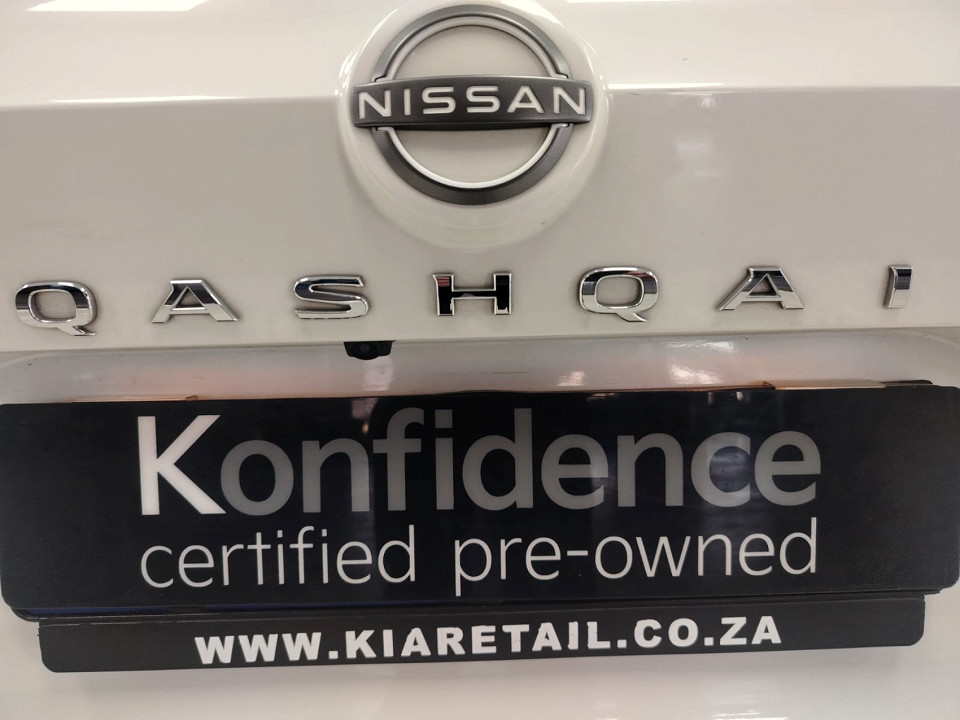 NISSAN
QASHQAI
Konfidence
certified pre-owned
WWW.KIARETAIL.CO.ZA